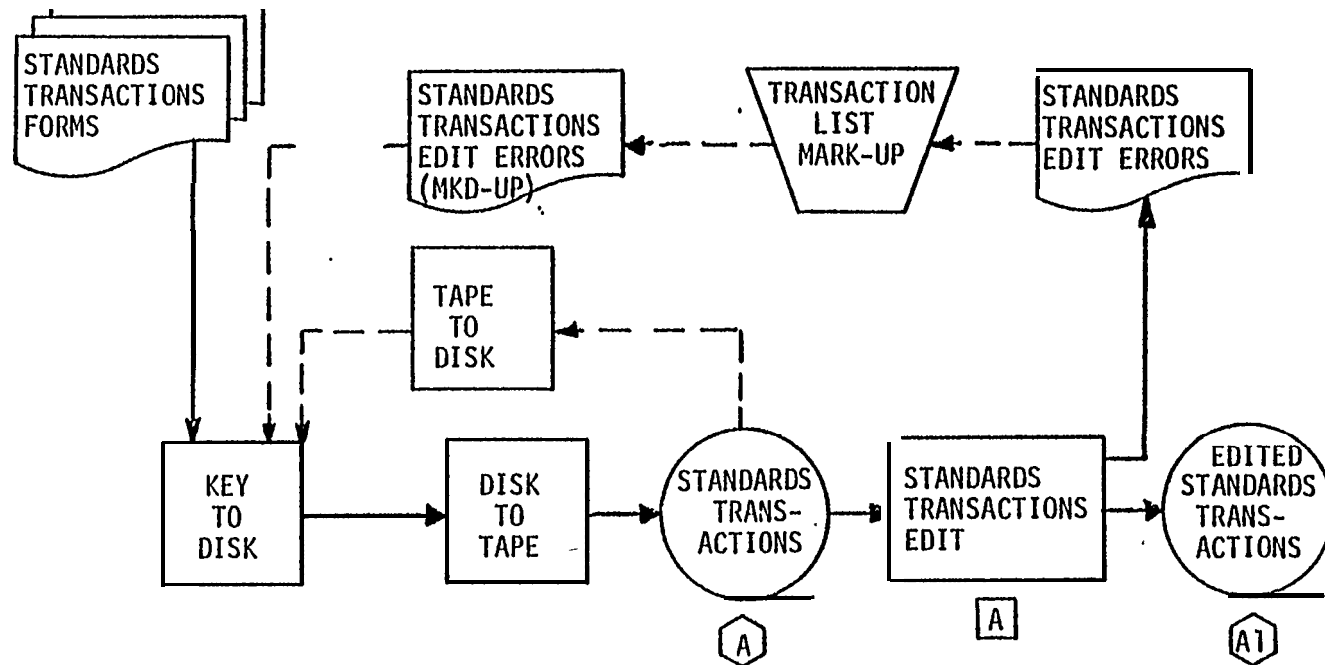 STANDARDS
TRANSACTIONS
FORMS
STANDARDS
TRANSACTIONS
EDIT ERRORS
(MKD-UP)
TRANSACTION
LIST
MARK-UP
STANDARDS
TRANSACTIONS
EDIT ERRORS
TAPE
TO
DISK
KEY
TO
DISK
DISK
TO
TAPE
STANDARDS
TRANS-
ACTIONS
STANDARDS
TRANSACTIONS
EDIT
EDITED
STANDARDS
TRANS-
ACTIONS
A
A
A1